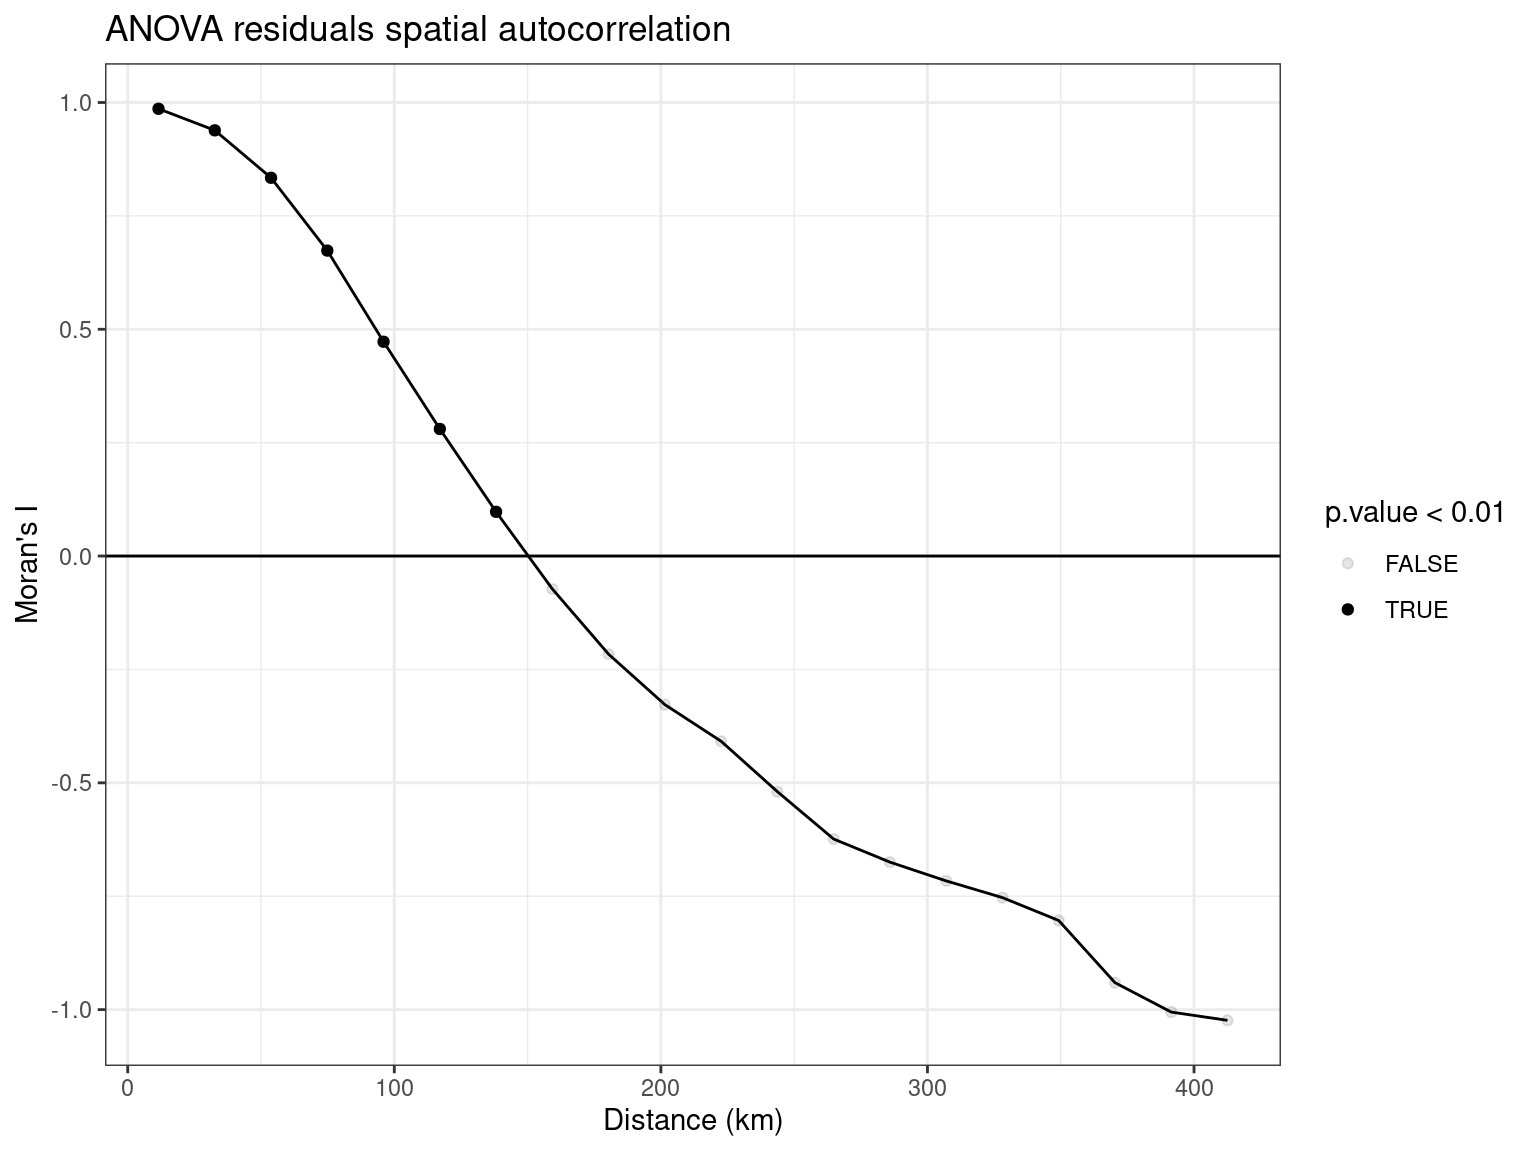 ANOVA residuals spatial autocorrelation
1.0
0.5
0.0
-0.5
-1.0
Moran's I
0
100
200
300
400
Distance (km)
p.value < 0.01
FALSE
TRUE